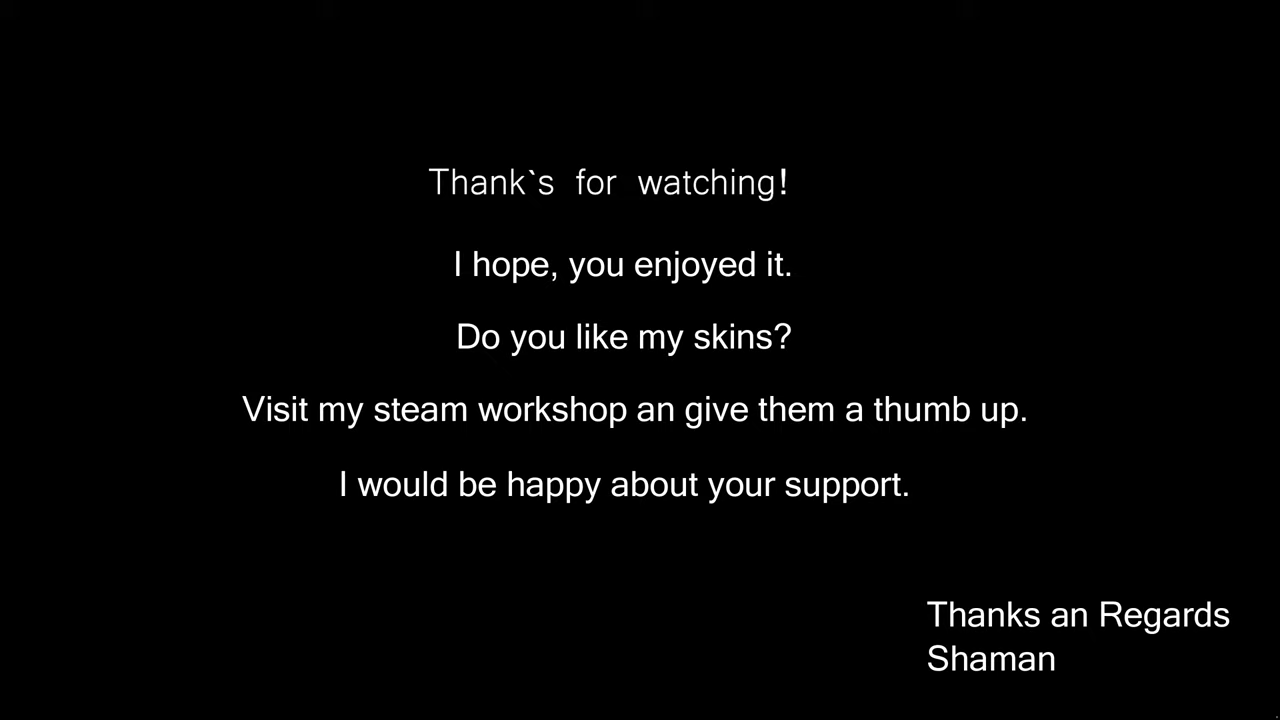 Thank`s for watching!
I hope, you enjoyed it.
Do you like my skins?
Visit my steam workshop an give them a thumb up.
I would be happy about your support.
Thanks an Regards
Shaman